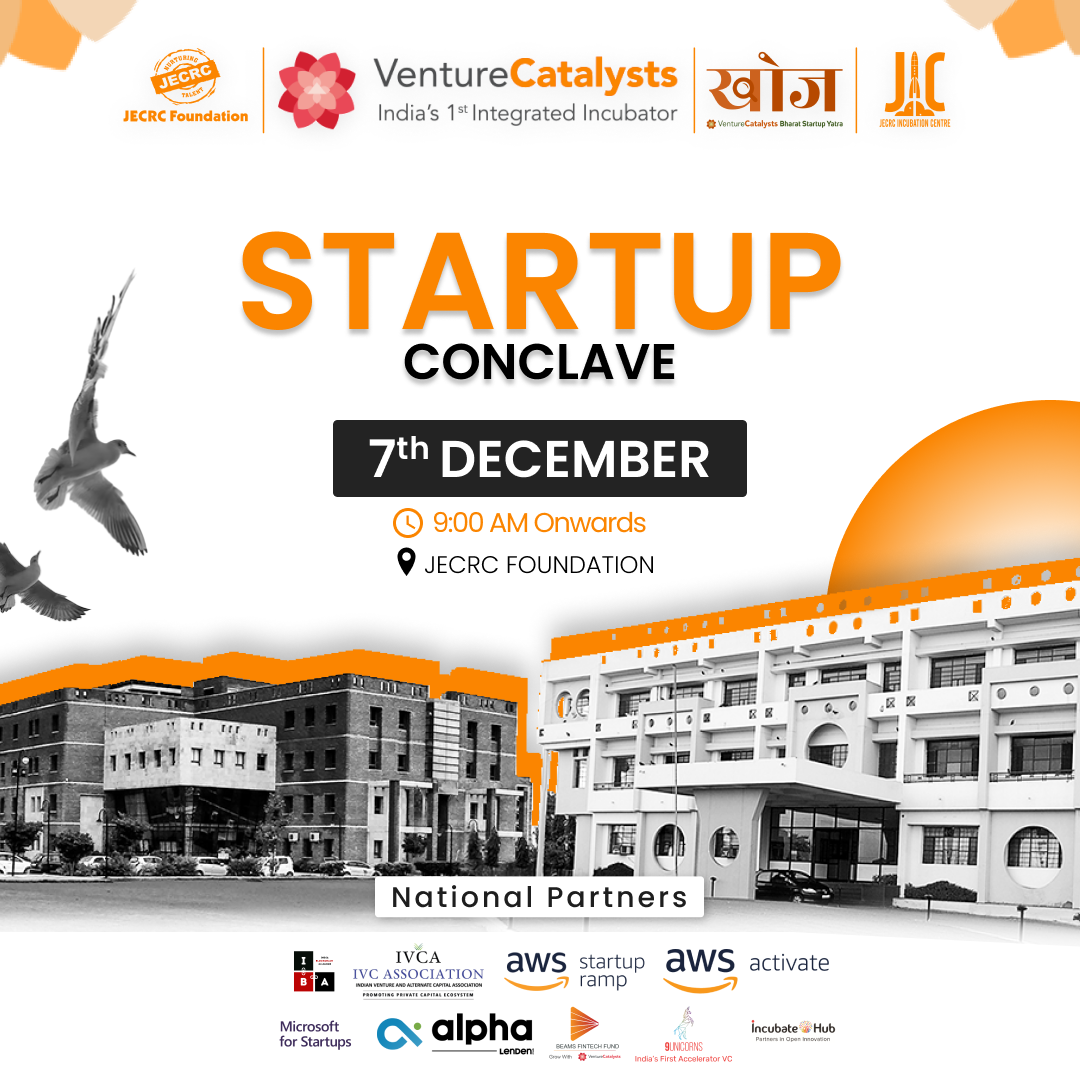 NURTURING
JECRC
TALENT
JECRC Foundation
VentureCatalysts
India's 1st Integrated Incubator
खोज
VentureCatalysts Bharat Startup Yatra
JIC
JECRC INCUBATION CENTRE
STARTUP
CONCLAVE
7th DECEMBER
9:00 AM Onwards
JECRC FOUNDATION
National Partners
I
B A
IVCA
IVC ASSOCIATION
INDIAN VENTURE AND ALTERNATE CAPITAL ASSOCIATION
PROMOTING PRIVATE CAPITAL ECOSYSTEM
aws startup
ramp
aws activate
Microsoft
for Startups
alpha
LENDEN!
BEAMS FINTECH FUND
Grow With VentureCatalysts
9UNICORNS
India's First Accelerator VC
incubate Hub
Partners in Open Innovation